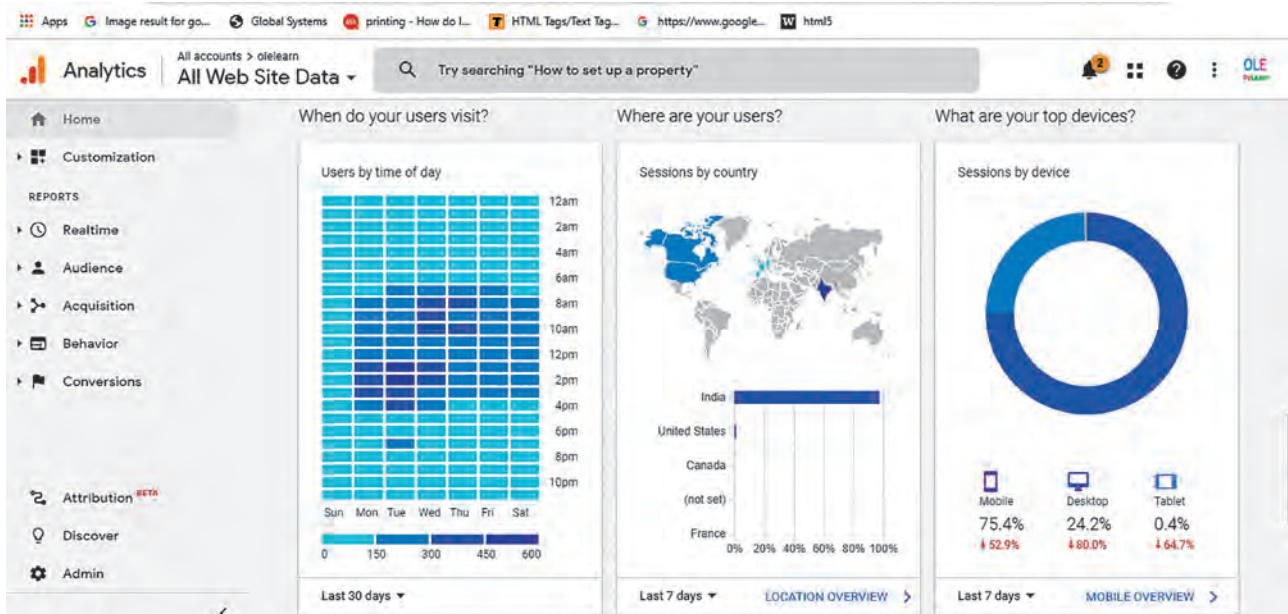 Apps Image result for go... Global Systems printing - How do I... HTML Tags/Text Tag... https://www.google... html5
Analytics
All accounts > olelearn
All Web Site Data
Try searching "How to set up a property"
2
OLE
Home
Customization
REPORTS
Realtime
Audience
Acquisition
Behavior
Conversions
Attribution BETA
Discover
Admin
When do your users visit?
Users by time of day
12am
2am
4am
6am
8am
10am
12pm
2pm
4pm
6pm
8pm
10pm
Sun Mon Tue Wed Thu Fri Sat
0 150 300 450 600
Last 30 days
Where are your users?
Sessions by country
India
United States
Canada
(not set)
France
0% 20% 40% 60% 80% 100%
Last 7 days LOCATION OVERVIEW
What are your top devices?
Sessions by device
Mobile Desktop Tablet
75.4% 24.2% 0.4%
52.9% 80.0% 64.7%
Last 7 days MOBILE OVERVIEW